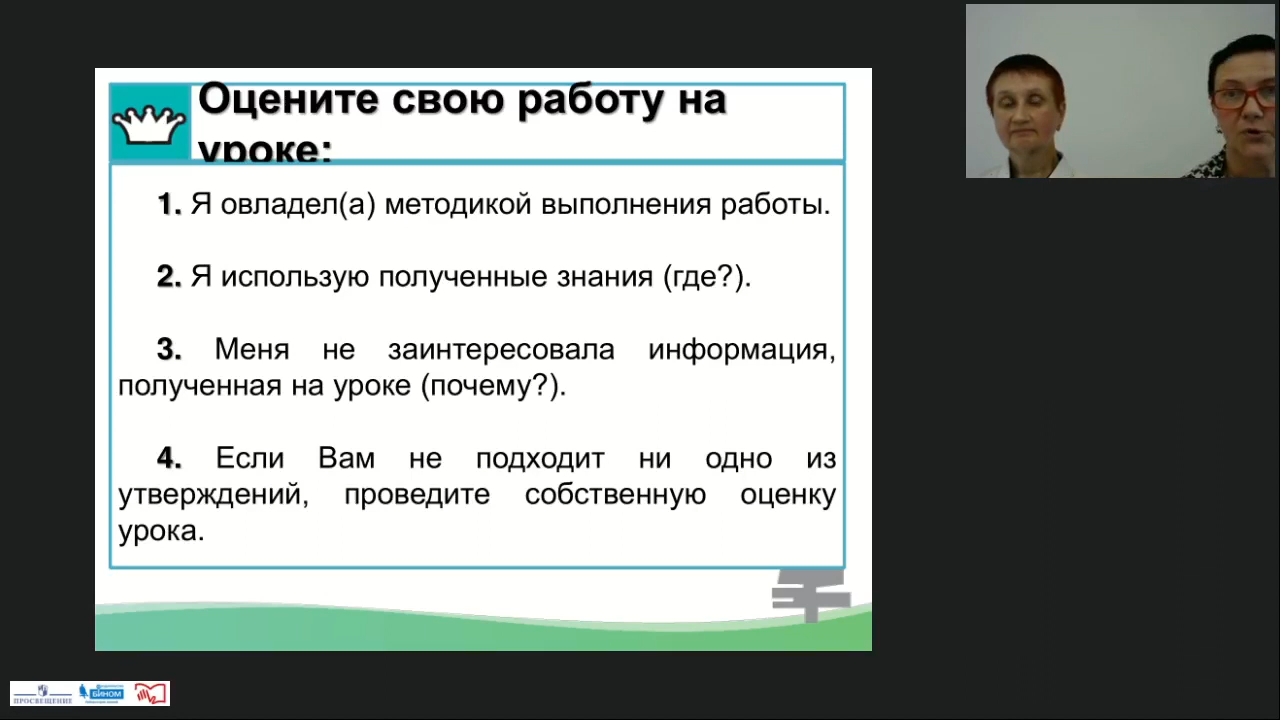 Оцените свою работу на
уроке:
1. Я овладел(а) методикой выполнения работы.
2. Я использую полученные знания (где?).
3. Меня не заинтересовала информация,
полученная на уроке (почему?).
4. Если Вам не подходит ни одно из
утверждений, проведите собственную оценку
урока.
ПРОСВЕЩЕНИЕ
БИНОМ